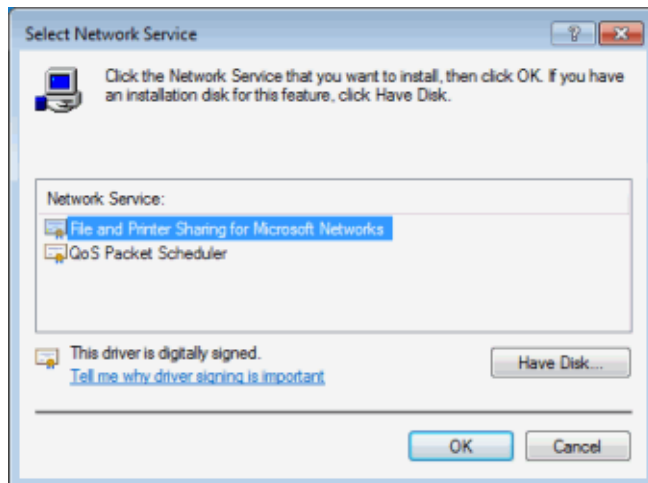 Select Network Service
Click the Network Service that you want to install, then click OK. If you have
an installation disk for this feature, click Have Disk.
Network Service:
File and Printer Sharing for Microsoft Networks
QoS Packet Scheduler
This driver is digitally signed.
Tell me why driver signing is important
Have Disk...
OK
Cancel